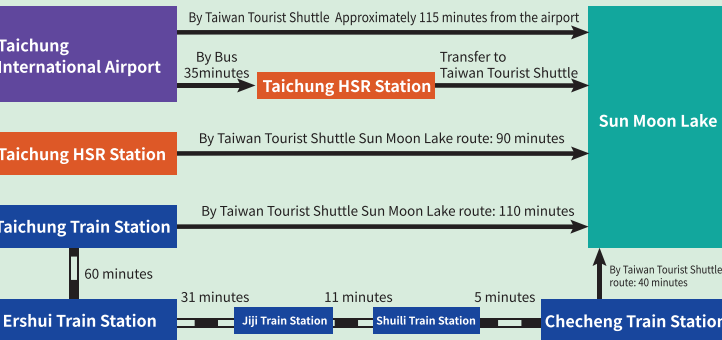 By Taiwan Tourist Shuttle Approximately 115 minutes from the airport
Taichung
International Airport
By Bus
35minutes
Taichung HSR Station
Transfer to
Taiwan Tourist Shuttle
Sun Moon Lake
Taichung HSR Station
By Taiwan Tourist Shuttle Sun Moon Lake route: 90 minutes
Taichung Train Station
By Taiwan Tourist Shuttle Sun Moon Lake route: 110 minutes
60 minutes
By Taiwan Tourist Shuttle
route: 40 minutes
31 minutes
11 minutes
5 minutes
Ershui Train Station
Jiji Train Station
Shuili Train Station
Checheng Train Station